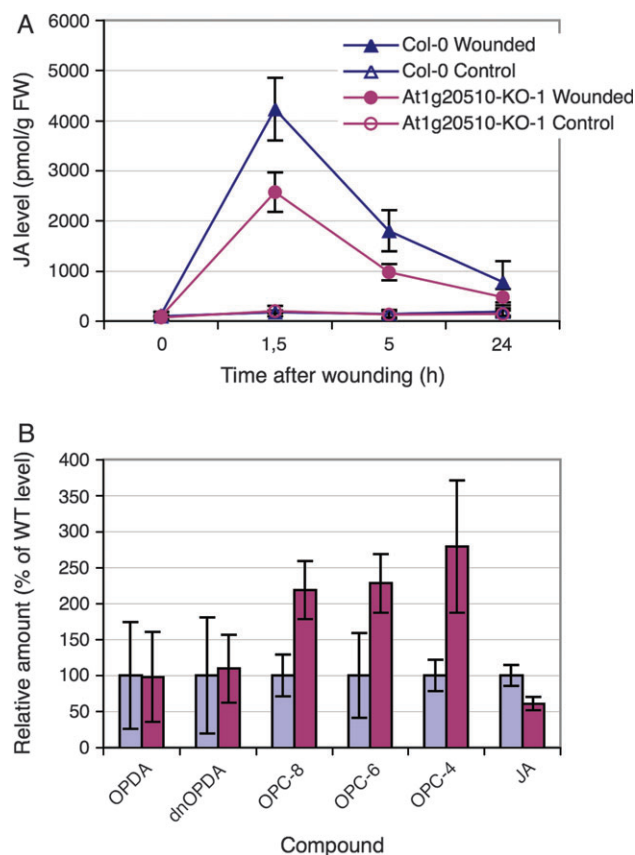 A
JA level (pmol/g FW)
6000
5000
4000
3000
2000
1000
0
Col-0 Wounded
Col-0 Control
At1g20510-KO-1 Wounded
At1g20510-KO-1 Control
0 1,5 5 24
Time after wounding (h)
B
Relative amount (% of WT level)
400
350
300
250
200
150
100
50
0
OPDA dnOPDA OPC-8 OPC-6 OPC-4 JA
Compound